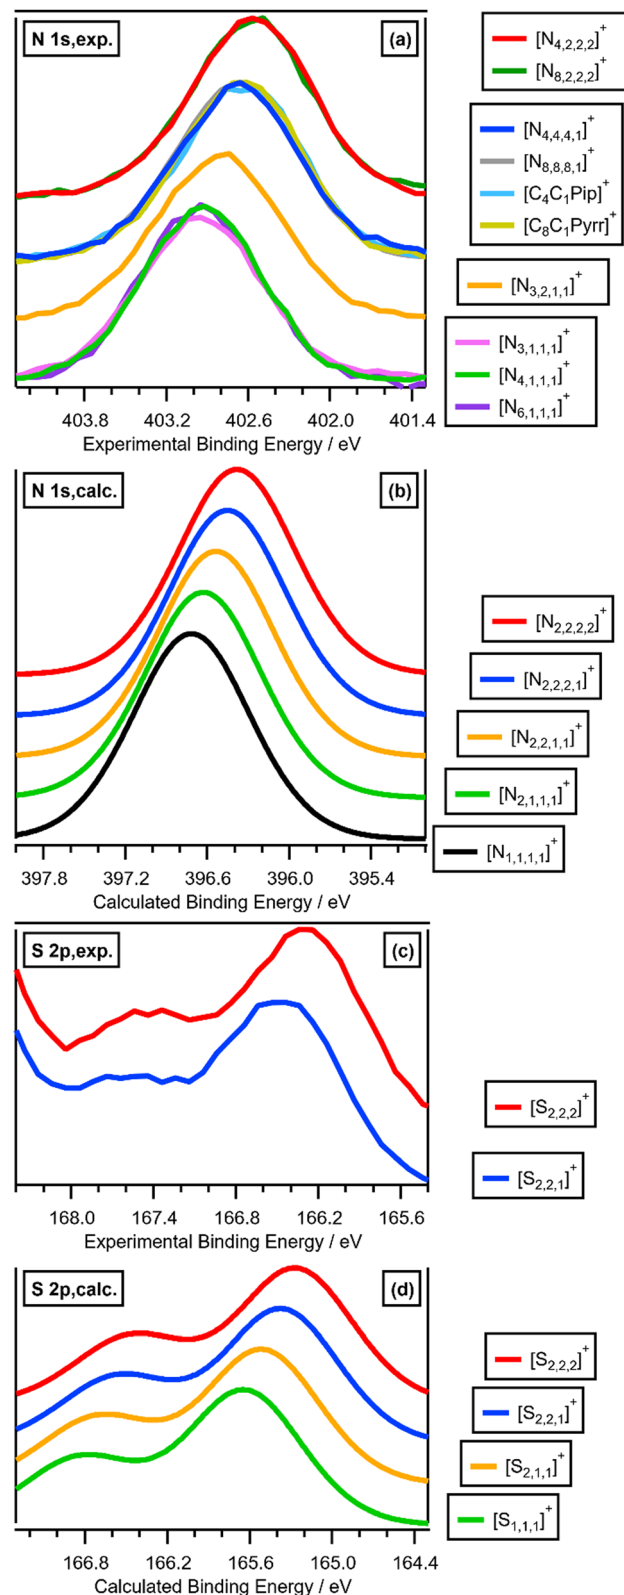 N 1s,exp.
(a)
[N4,2,2,2]+
[N8,2,2,2]+
[N4,4,4,1]+
[N8,8,8,1]+
[C4C1Pip]+
[C8C1Pyrr]+
[N3,2,1,1]+
[N3,1,1,1]+
[N4,1,1,1]+
[N6,1,1,1]+
403.8 403.2 402.6 402.0 401.4
Experimental Binding Energy / eV
N 1s,calc.
(b)
[N2,2,2,2]+
[N2,2,2,1]+
[N2,2,1,1]+
[N2,1,1,1]+
[N1,1,1,1]+
397.8 397.2 396.6 396.0 395.4
Calculated Binding Energy / eV
S 2p,exp.
(c)
[S2,2,2]+
[S2,2,1]+
168.0 167.4 166.8 166.2 165.6
Experimental Binding Energy / eV
S 2p,calc.
(d)
[S2,2,2]+
[S2,2,1]+
[S2,1,1]+
[S1,1,1]+
166.8 166.2 165.6 165.0 164.4
Calculated Binding Energy / eV